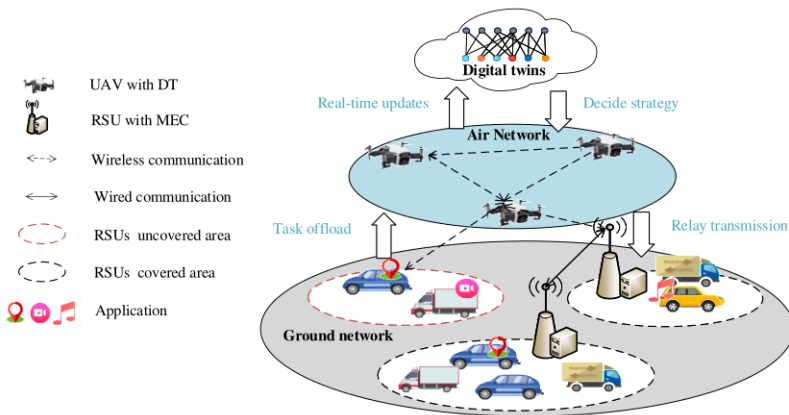 Digital twins
UAV with DT
Real-time updates
Decide strategy
RSU with MEC
Air Network
Wireless communication
Wired communication
Task offload
Relay transmission
RSUs uncovered area
RSUs covered area
Application
Ground network